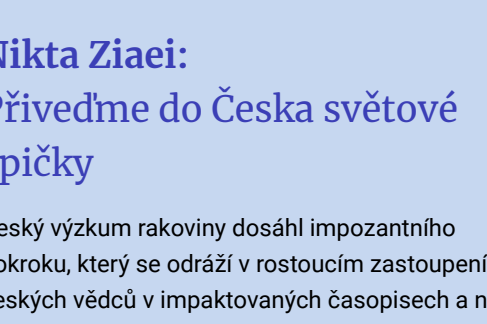 Nikta Ziaei:
Přiveďme do Česka světové
pičky
eský výzkum rakoviny dosáhl impozantního
okroku, který se odráží v rostoucím zastoupení
eských vědců v impaktovaných časopisech a n